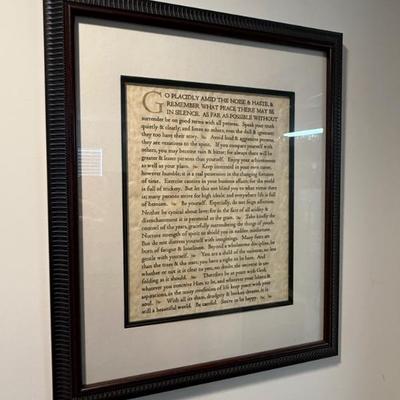 GO PLACIDLY AMID THE NOISE & HASTE, &
REMEMBER WHAT PEACE THERE MAY BE
IN SILENCE. AS FAR AS POSSIBLE WITHOUT
surrender be on good terms with all persons. Speak your truth
quietly & clearly; and listen to others, even the dull & ignorant;
they too have their story. Avoid loud & aggressive persons,
they are vexations to the spirit. If you compare yourself with
others, you may become vain & bitter; for always there will be
greater & lesser persons than yourself. Enjoy your achievements
as well as your plans. Keep interested in your own career,
however humble; it is a real possession in the changing fortunes
of time. Exercise caution in your business affairs; for the world
is full of trickery. But let this not blind you to what virtue there
is; many persons strive for high ideals; and everywhere life is full
of heroism. Be yourself. Especially, do not feign affection.
Neither be cynical about love; for in the face of all aridity &
disenchantment it is perennial as the grass. Take kindly the
counsel of the years, gracefully surrendering the things of youth.
Nurture strength of spirit to shield you in sudden misfortune.
But do not distress yourself with imaginings. Many fears are
born of fatigue & loneliness. Beyond a wholesome discipline, be
gentle with yourself. You are a child of the universe, no less
than the trees & the stars; you have a right to be here. And
whether or not it is clear to you, no doubt the universe is un-
folding as it should. Therefore be at peace with God,
whatever you conceive Him to be, and whatever your labors &
aspirations, in the noisy confusion of life keep peace with your
soul. With all its sham, drudgery & broken dreams, it is
still a beautiful world. Be careful. Strive to be happy.